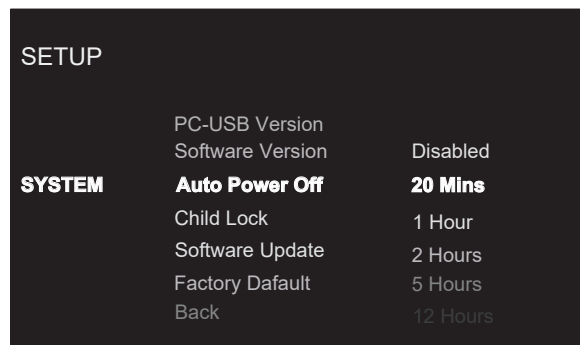 SETUP
PC-USB Version
Software Version Disabled
SYSTEM Auto Power Off 20 Mins
Child Lock 1 Hour
Software Update 2 Hours
Factory Dafault 5 Hours
Back 12 Hours